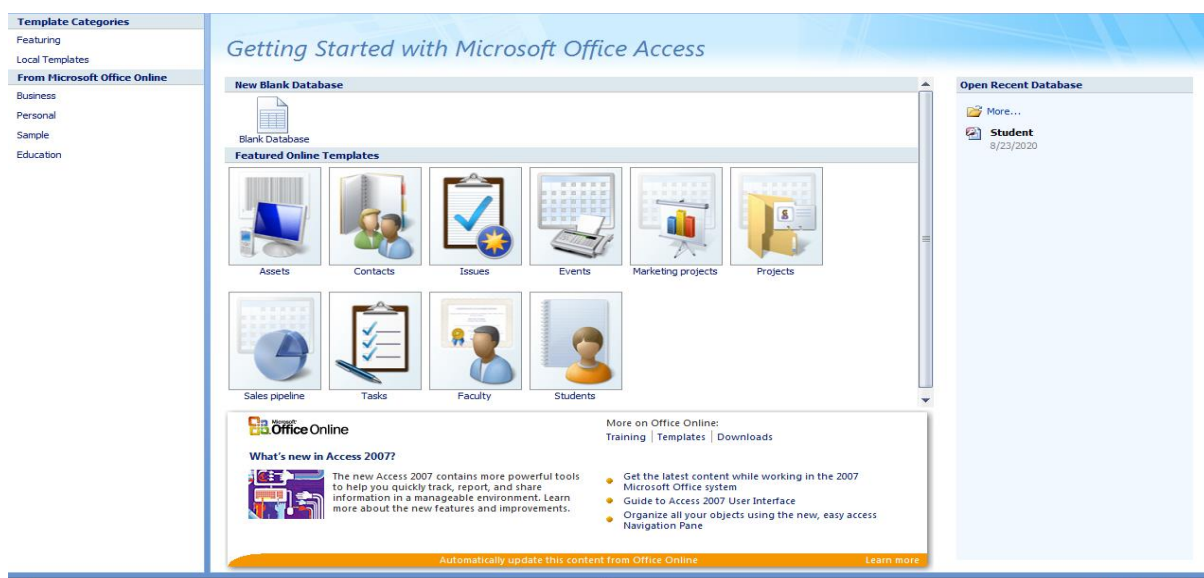 Template Categories
Featuring
Local Templates
From Microsoft Office Online
Business
Personal
Sample
Education
Getting Started with Microsoft Office Access
New Blank Database
Blank Database
Featured Online Templates
Assets
Contacts
Issues
Events
Marketing projects
Projects
Sales pipeline
Tasks
Faculty
Students
Microsoft
Office Online
More on Office Online:
Training | Templates | Downloads
What's new in Access 2007?
The new Access 2007 contains more powerful tools
to help you quickly track, report, and share
information in a manageable environment. Learn
more about the new features and improvements.
Get the latest content while working in the 2007
Microsoft Office system
Guide to Access 2007 User Interface
Organize all your objects using the new, easy access
Navigation Pane
Automatically update this content from Office Online
Learn more
Open Recent Database
More...
Student
8/23/2020